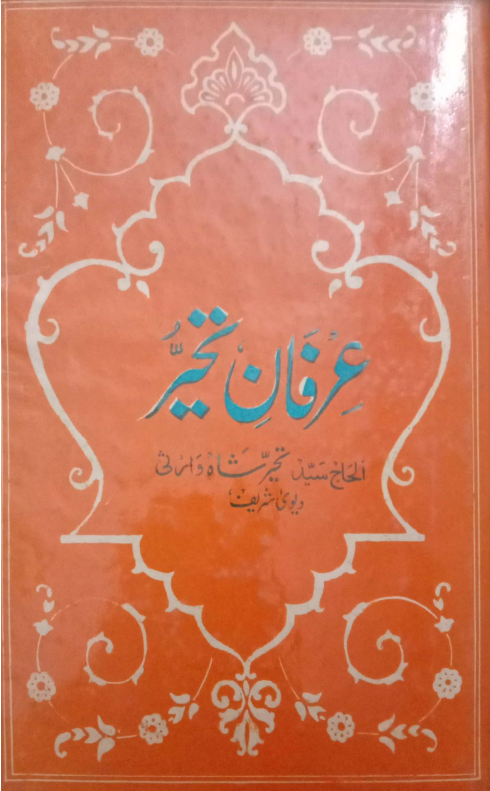 عرفانِ تحیّر
الحاج سیّد تحیّر شاہ وارثی
دیویٰ شریف